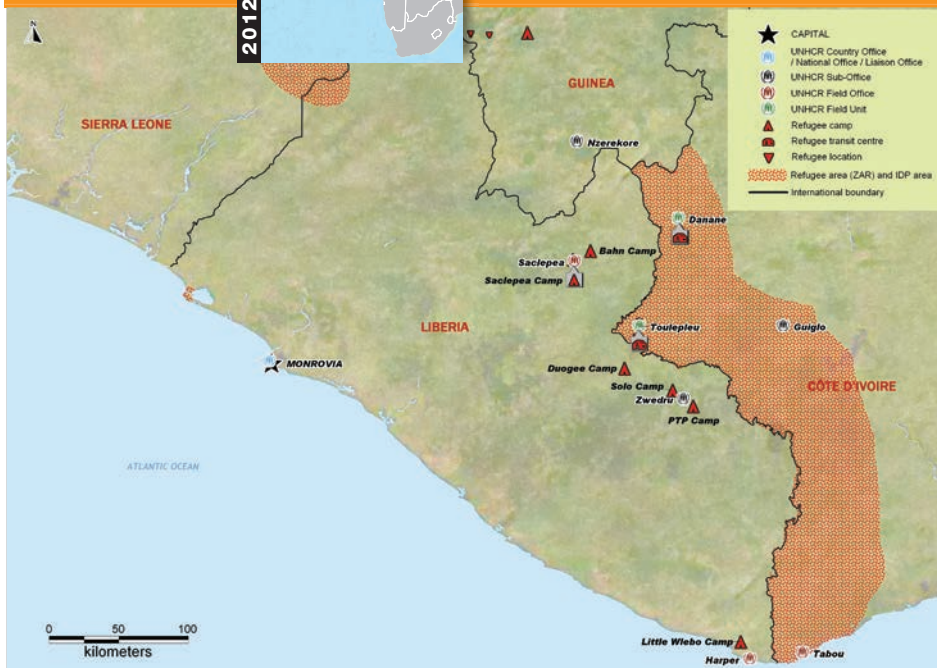 2012
N
CAPITAL
UNHCR Country Office
/ National Office / Liaison Office
UNHCR Sub-Office
UNHCR Field Office
UNHCR Field Unit
Refugee camp
Refugee transit centre
Refugee location
Refugee area (ZAR) and IDP area
International boundary
GUINEA
SIERRA LEONE
Nzerekore
Danane
Bahn Camp
Saclepea
Saclepea Camp
LIBERIA
Toulepleu
Guiglo
MONROVIA
Duogee Camp
Solo Camp
CÔTE D'IVOIRE
Zwedru
PTP Camp
ATLANTIC OCEAN
0 50 100
kilometers
Little Wlebo Camp
Harper
Tabou